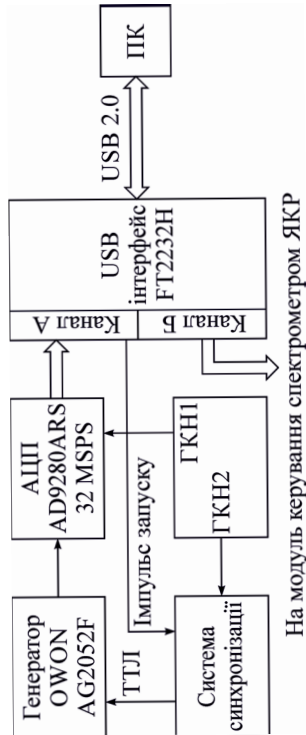 Генератор
OWON
AG2052F
АЦП
AD9280ARS
32 MSPS
Канал А
Канал Б
USB
інтерфейс
FT2232H
USB 2.0
ПК
ТТЛ
Імпульс запуску
Система
синхронізації
ГКН1
ГКН2
На модуль керування спектрометром ЯКР